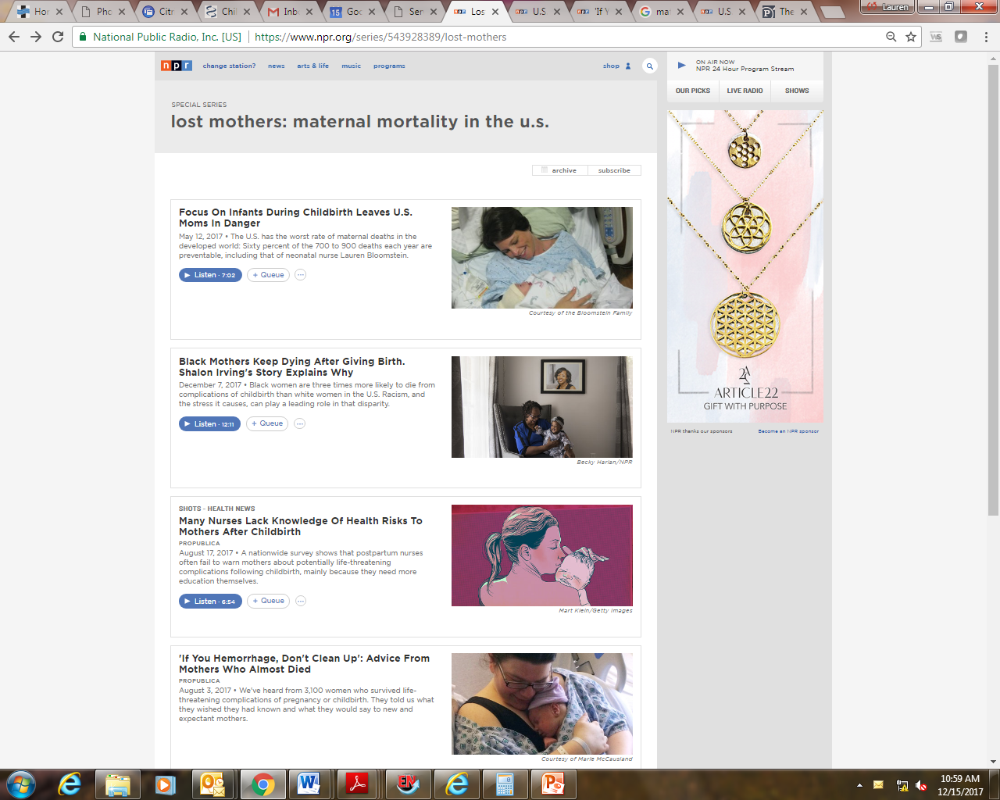 Hor
Pho
Citr
Chil
Inb
15
Goo
Ser
Los
U.S
'If Y
mat
U.S
The
Lauren
National Public Radio, Inc. [US]
https://www.npr.org/series/543928389/lost-mothers
npr
change station?
news
arts & life
music
programs
shop
ON AIR NOW
NPR 24 Hour Program Stream
OUR PICKS
LIVE RADIO
SHOWS
SPECIAL SERIES
lost mothers: maternal mortality in the u.s.
archive
subscribe
Focus On Infants During Childbirth Leaves U.S.
Moms In Danger
May 12, 2017 • The U.S. has the worst rate of maternal deaths in the
developed world: Sixty percent of the 700 to 900 deaths each year are
preventable, including that of neonatal nurse Lauren Bloomstein.
Listen · 7:02
+ Queue
Courtesy of the Bloomstein Family
Black Mothers Keep Dying After Giving Birth.
Shalon Irving's Story Explains Why
December 7, 2017 • Black women are three times more likely to die from
complications of childbirth than white women in the U.S. Racism, and
the stress it causes, can play a leading role in that disparity.
Listen · 12:11
+ Queue
Becky Harlan/NPR
SHOTS - HEALTH NEWS
Many Nurses Lack Knowledge Of Health Risks To
Mothers After Childbirth
PROPUBLICA
August 17, 2017 • A nationwide survey shows that postpartum nurses
often fail to warn mothers about potentially life-threatening
complications following childbirth, mainly because they need more
education themselves.
Listen · 6:54
+ Queue
Mart Klein/Getty Images
'If You Hemorrhage, Don't Clean Up': Advice From
Mothers Who Almost Died
PROPUBLICA
August 3, 2017 • We've heard from 3,100 women who survived life-
threatening complications of pregnancy or childbirth. They told us what
they wished they had known and what they would say to new and
expectant mothers.
Courtesy of Marie McCausland
ARTICLE22
GIFT WITH PURPOSE
NPR thanks our sponsors
Become an NPR sponsor
10:59 AM
12/15/2017